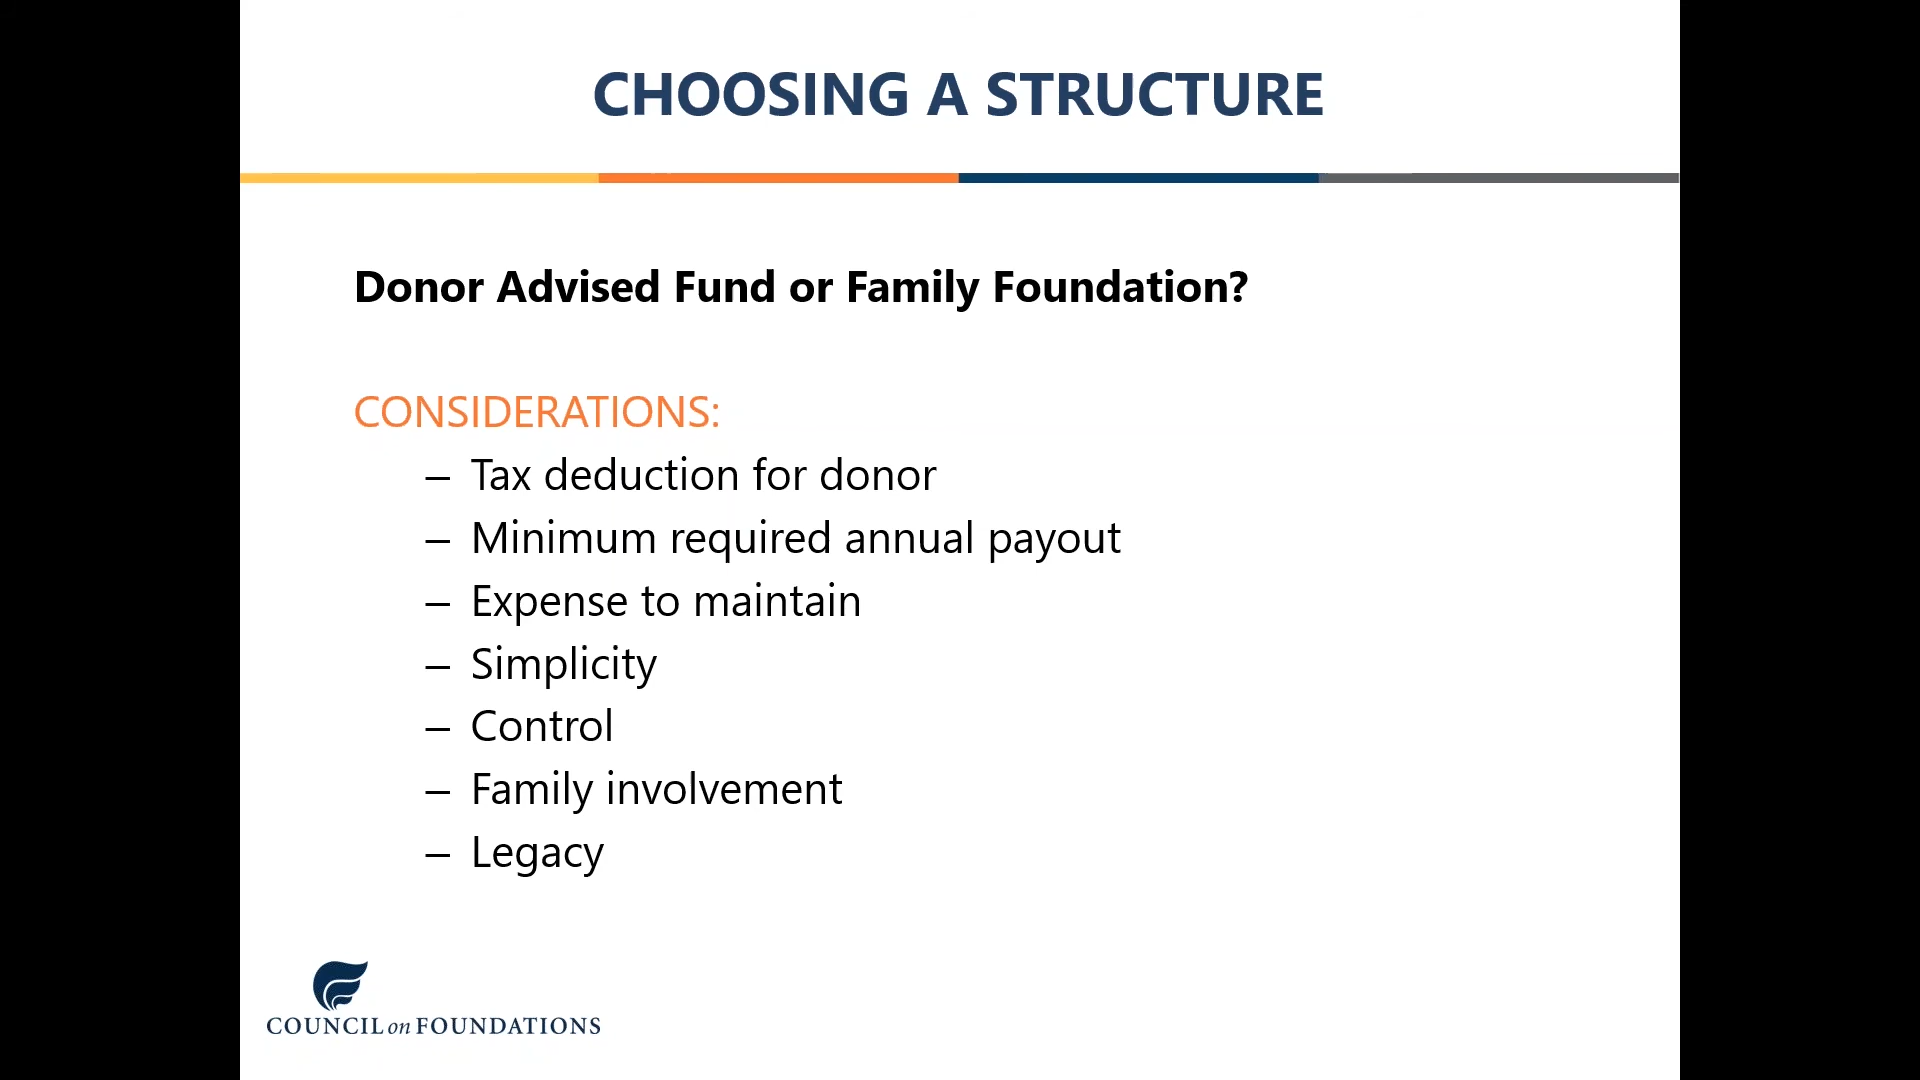 CHOOSING A STRUCTURE
Donor Advised Fund or Family Foundation?
CONSIDERATIONS:
– Tax deduction for donor
– Minimum required annual payout
– Expense to maintain
– Simplicity
– Control
– Family involvement
– Legacy
COUNCIL on FOUNDATIONS